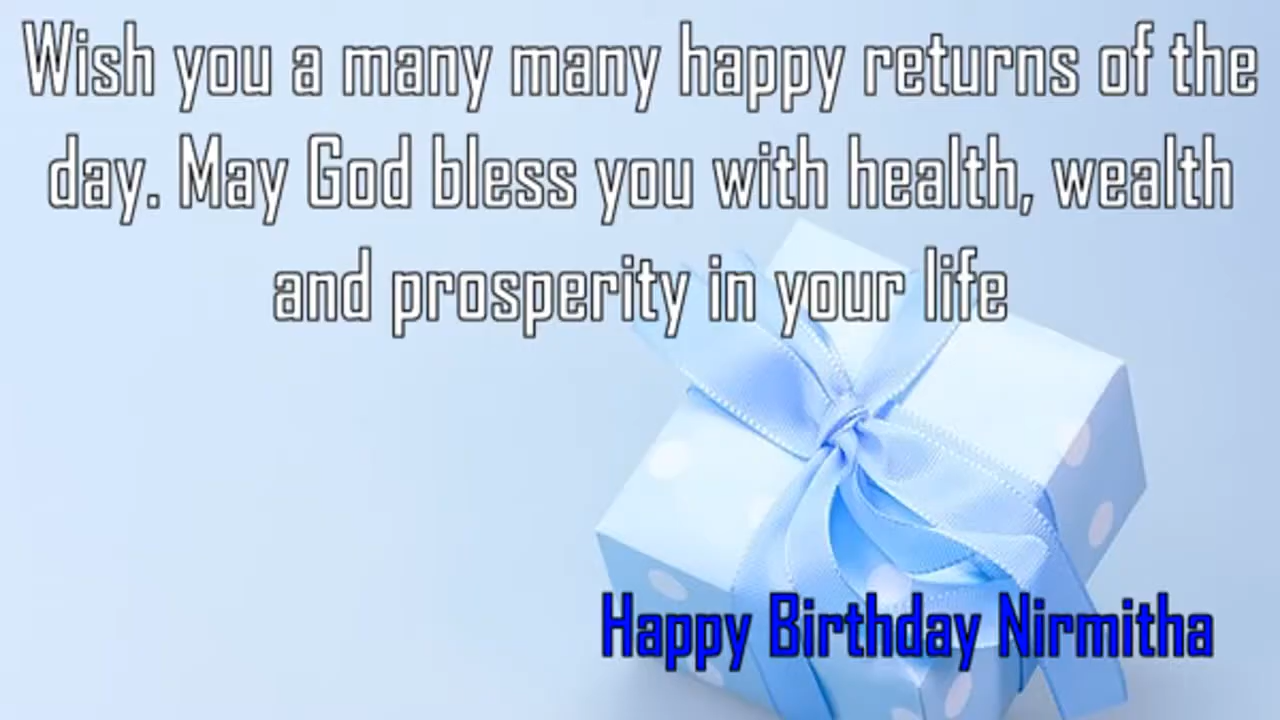 Wish you a many many happy returns of the
day. May God bless you with health, wealth
and prosperity in your life
Happy Birthday Nirmitha